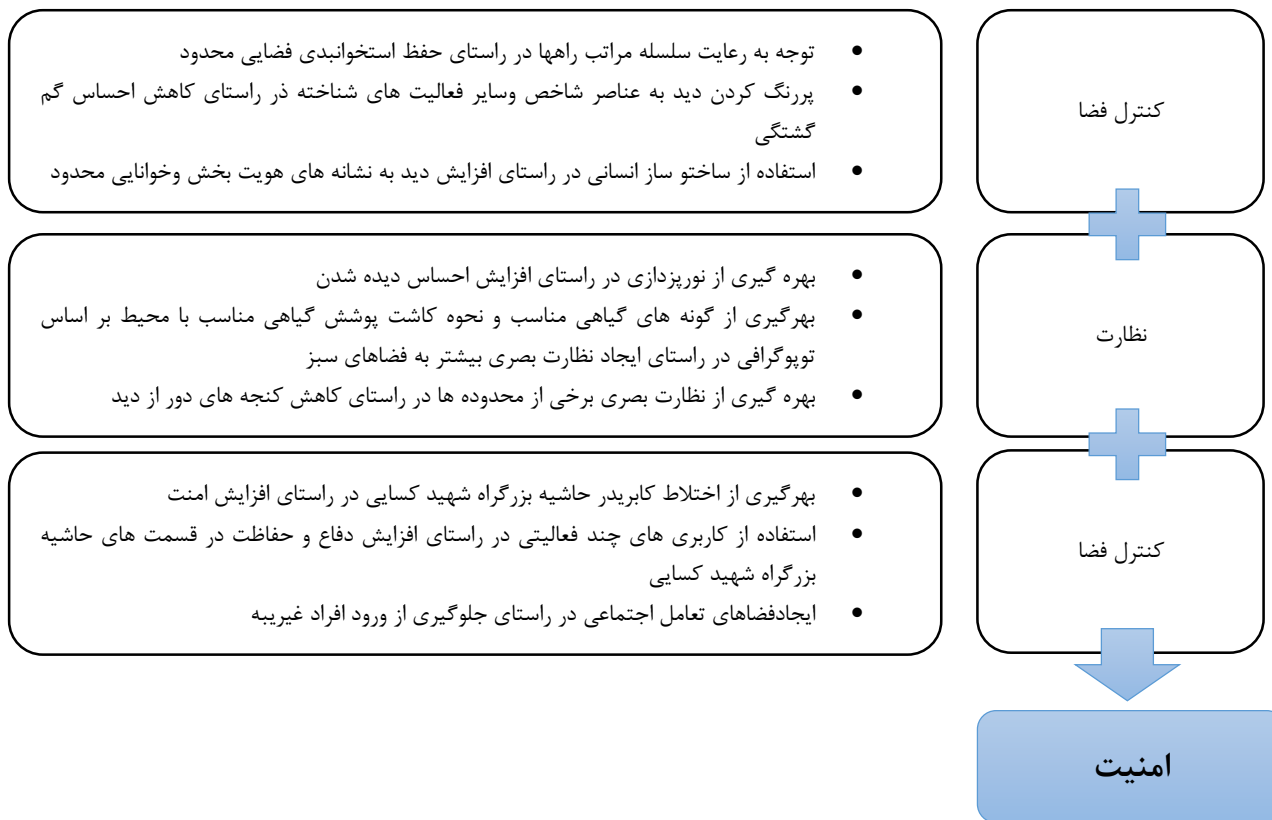 کنترل فضا
توجه به رعایت سلسله مراتب راهها در راستای حفظ استخوانبدی فضایی محدود
پررنگ کردن دید به عناصر شاخص وسایر فعالیت های شناخته ذر راستای کاهش احساس گم
گشتگی
استفاده از ساختو ساز انسانی در راستای افزایش دید به نشانه های هویت بخش وخوانایی محدود
نظارت
بهره گیری از نورپزدازی در راستای افزایش احساس دیده شدن
بهرگیری از گونه های گیاهی مناسب و نحوه کاشت پوشش گیاهی مناسب با محیط بر اساس
توپوگرافی در راستای ایجاد نظارت بصری بیشتر به فضاهای سبز
بهره گیری از نظارت بصری برخی از محدوده ها در راستای کاهش کنجه های دور از دید
کنترل فضا
بهرگیری از اختلاط کابریدر حاشیه بزرگراه شهید کسایی در راستای افزایش امنت
استفاده از کاربری های چند فعالیتی در راستای افزایش دفاع و حفاظت در قسمت های حاشیه
بزرگراه شهید کسایی
ایجادفضاهای تعامل اجتماعی در راستای جلوگیری از ورود افراد غیریبه
امنیت